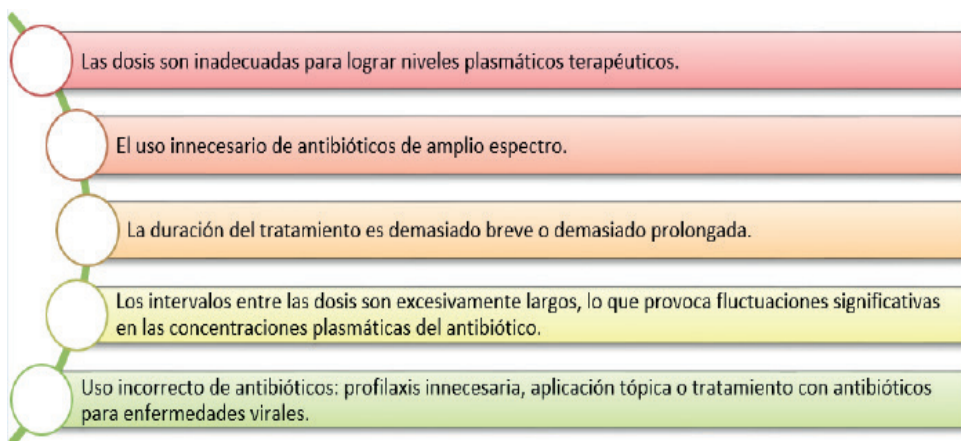 Las dosis son inadecuadas para lograr niveles plasmáticos terapéuticos.
El uso innecesario de antibióticos de amplio espectro.
La duración del tratamiento es demasiado breve o demasiado prolongada.
Los intervalos entre las dosis son excesivamente largos, lo que provoca fluctuaciones significativas
en las concentraciones plasmáticas del antibiótico.
Uso incorrecto de antibióticos: profilaxis innecesaria, aplicación tópica o tratamiento con antibióticos
para enfermedades virales.